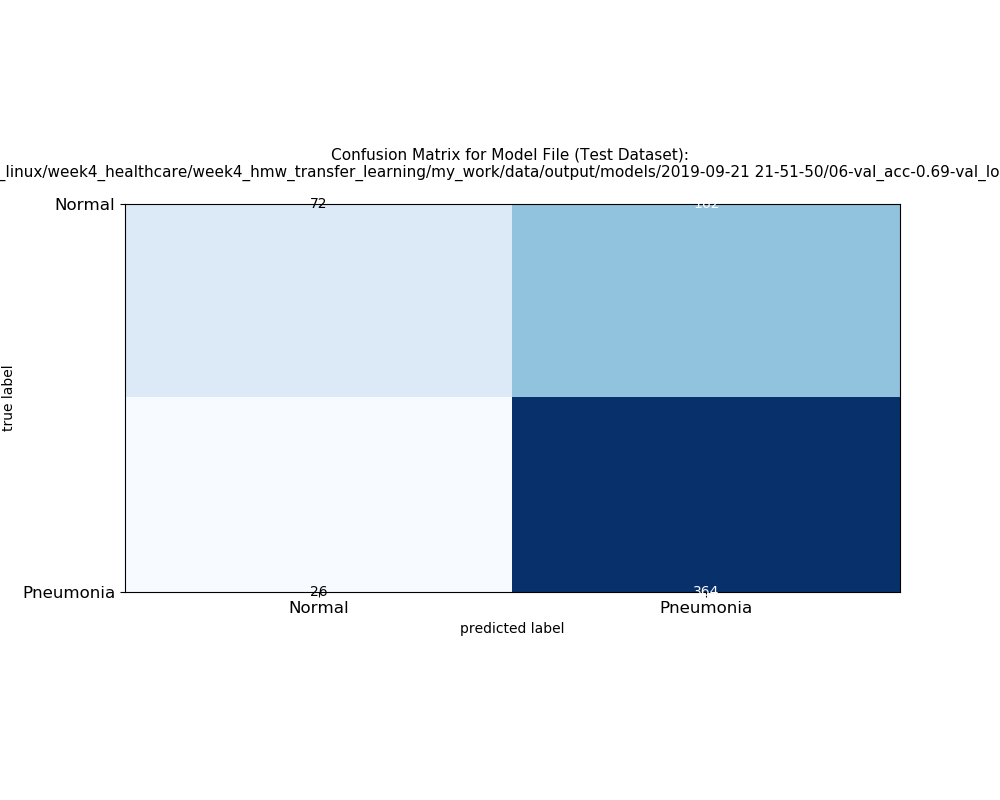 Confusion Matrix for Model File (Test Dataset):
_linux/week4_healthcare/week4_hmw_transfer_learning/my_work/data/output/models/2019-09-21 21-51-50/06-val_acc-0.69-val_lo
Normal
72
162
true label
Pneumonia
26
364
Normal
Pneumonia
predicted label